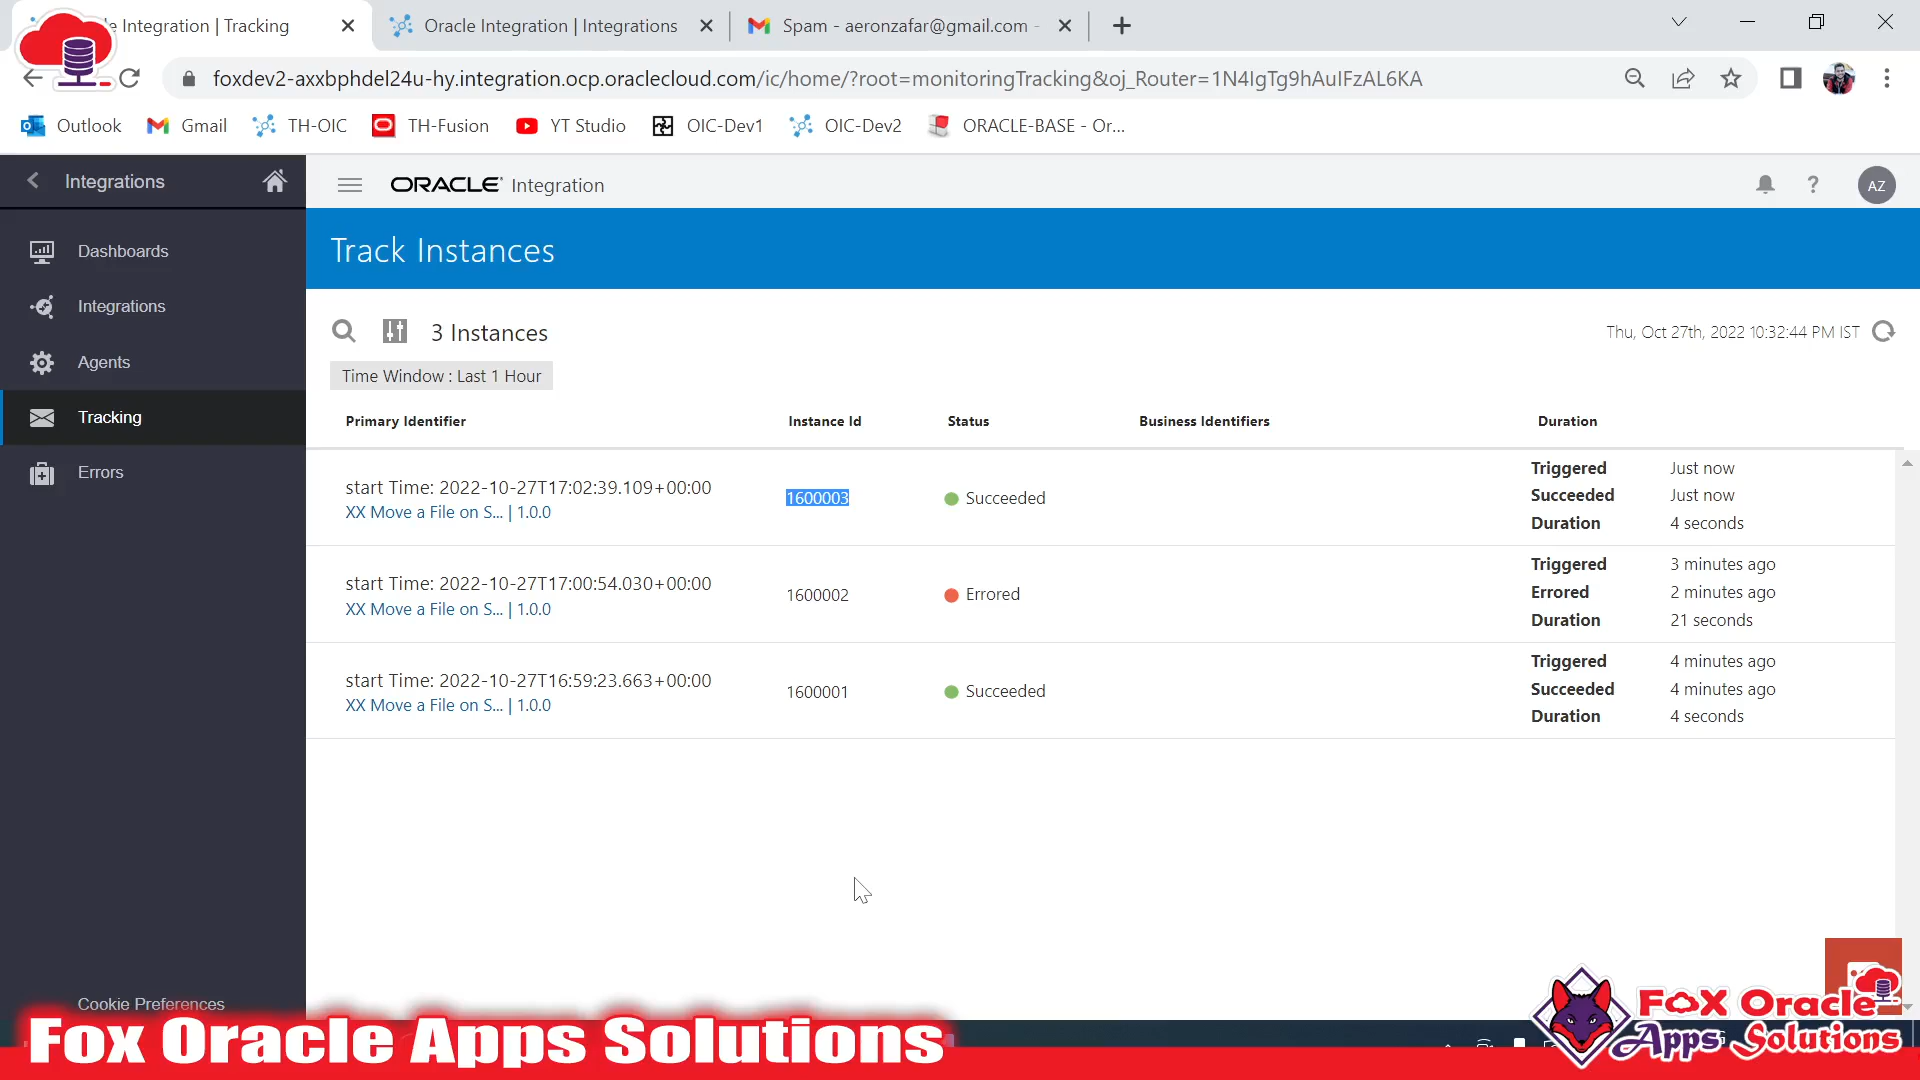 le Integration | Tracking
Oracle Integration | Integrations
Spam - aeronzafar@gmail.com -
foxdev2-axxbphdel24u-hy.integration.ocp.oraclecloud.com/ic/home/?root=monitoringTracking&oj_Router=1N4IgTg9hAuIFzAL6KA
Outlook
Gmail
TH-OIC
TH-Fusion
YT Studio
OIC-Dev1
OIC-Dev2
ORACLE-BASE - Or...
Integrations
ORACLE Integration
?
AZ
Dashboards
Integrations
Agents
Tracking
Errors
Cookie Preferences
Track Instances
3 Instances
Thu, Oct 27th, 2022 10:32:44 PM IST
Time Window : Last 1 Hour
Primary Identifier Instance Id Status Business Identifiers Duration
start Time: 2022-10-27T17:02:39.109+00:00
XX Move a File on S... | 1.0.0
1600003
Succeeded
Triggered Just now
Succeeded Just now
Duration 4 seconds
start Time: 2022-10-27T17:00:54.030+00:00
XX Move a File on S... | 1.0.0
1600002
Errored
Triggered 3 minutes ago
Errored 2 minutes ago
Duration 21 seconds
start Time: 2022-10-27T16:59:23.663+00:00
XX Move a File on S... | 1.0.0
1600001
Succeeded
Triggered 4 minutes ago
Succeeded 4 minutes ago
Duration 4 seconds
Fox Oracle Apps Solutions
FOX Oracle
Apps Solutions